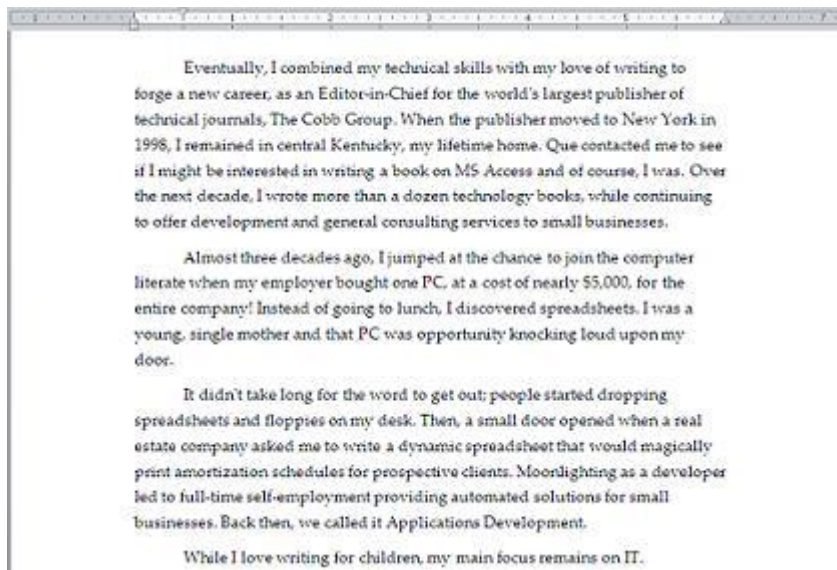 1 2 3 4 5 7
Eventually, I combined my technical skills with my love of writing to
forge a new career, as an Editor-in-Chief for the world's largest publisher of
technical journals, The Cobb Group. When the publisher moved to New York in
1998, I remained in central Kentucky, my lifetime home. Que contacted me to see
if I might be interested in writing a book on MS Access and of course, I was. Over
the next decade, I wrote more than a dozen technology books, while continuing
to offer development and general consulting services to small businesses.
Almost three decades ago, I jumped at the chance to join the computer
literate when my employer bought one PC, at a cost of nearly $5,000, for the
entire company! Instead of going to lunch, I discovered spreadsheets. I was a
young, single mother and that PC was opportunity knocking loud upon my
door.
It didn't take long for the word to get out; people started dropping
spreadsheets and floppies on my desk. Then, a small door opened when a real
estate company asked me to write a dynamic spreadsheet that would magically
print amortization schedules for prospective clients. Moonlighting as a developer
led to full-time self-employment providing automated solutions for small
businesses. Back then, we called it Applications Development.
While I love writing for children, my main focus remains on IT.